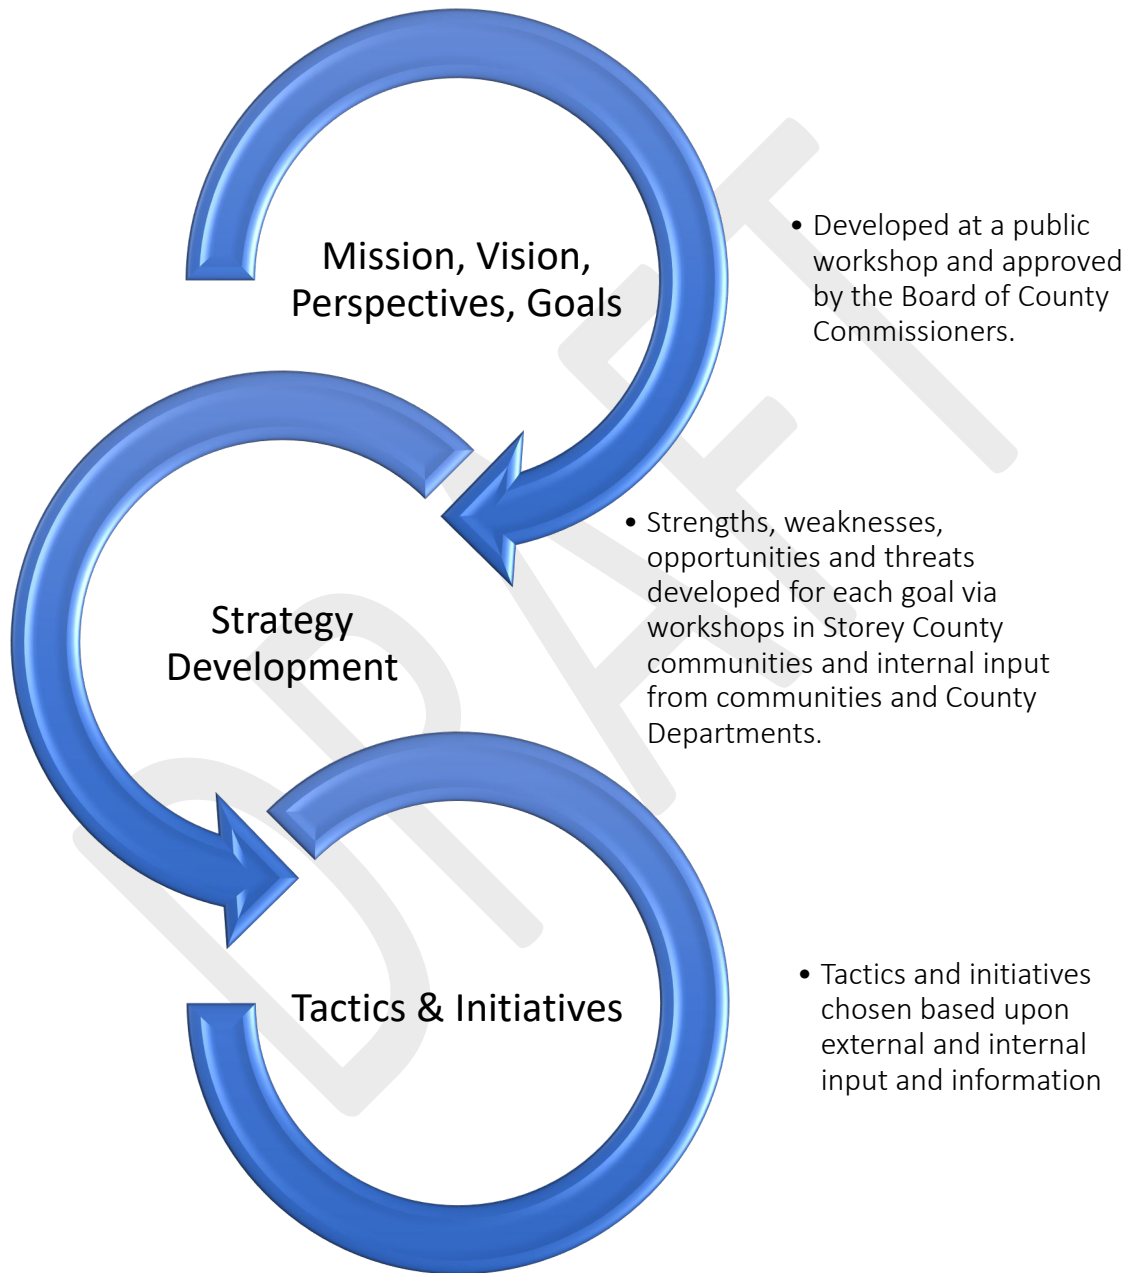 Mission, Vision,
Perspectives, Goals
• Developed at a public
workshop and approved
by the Board of County
Commissioners.
Strategy
Development
• Strengths, weaknesses,
opportunities and threats
developed for each goal via
workshops in Storey County
communities and internal input
from communities and County
Departments.
Tactics & Initiatives
• Tactics and initiatives
chosen based upon
external and internal
input and information
DRAFT